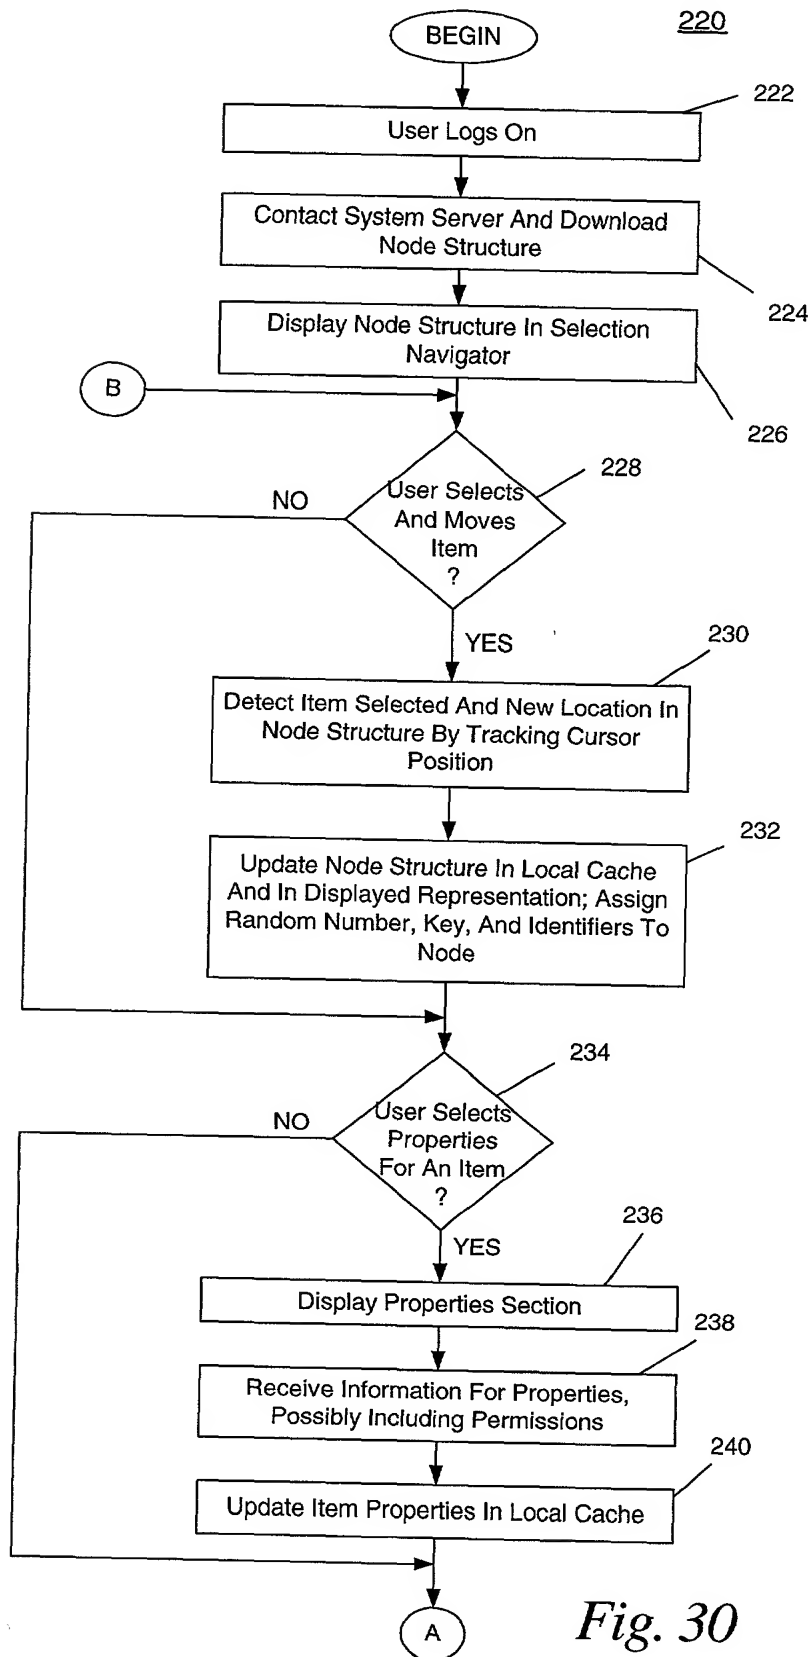 BEGIN
220
222
User Logs On
Contact System Server And Download
Node Structure
224
Display Node Structure In Selection
Navigator
226
B
228
NO
User Selects
And Moves
Item
?
YES
230
Detect Item Selected And New Location In
Node Structure By Tracking Cursor
Position
232
Update Node Structure In Local Cache
And In Displayed Representation; Assign
Random Number, Key, And Identifiers To
Node
234
NO
User Selects
Properties
For An Item
?
YES
236
Display Properties Section
238
Receive Information For Properties,
Possibly Including Permissions
240
Update Item Properties In Local Cache
A
Fig. 30